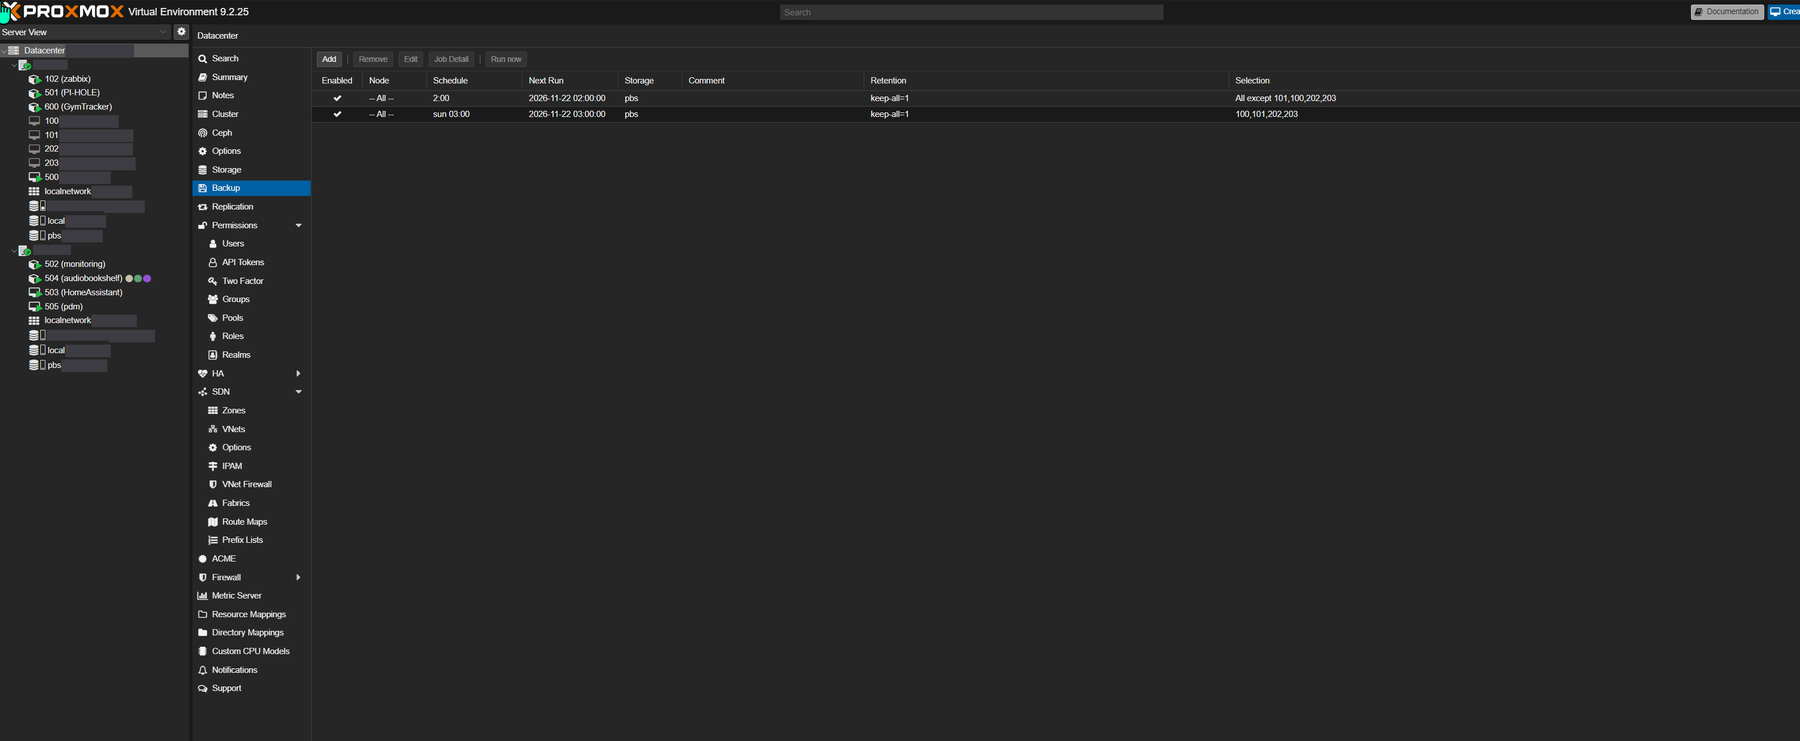 PROXMOX Virtual Environment 9.2.25
Search
Documentation
Crea
Server View
Datacenter
102 (zabbix)
501 (PI-HOLE)
600 (GymTracker)
100
101
202
203
500
localnetwork
local
pbs
502 (monitoring)
504 (audiobookshelf)
503 (HomeAssistant)
505 (pdm)
localnetwork
local
pbs
Datacenter
Search
Summary
Notes
Cluster
Ceph
Options
Storage
Backup
Replication
Permissions
Users
API Tokens
Two Factor
Groups
Pools
Roles
Realms
HA
SDN
Zones
VNets
Options
IPAM
VNet Firewall
Fabrics
Route Maps
Prefix Lists
ACME
Firewall
Metric Server
Resource Mappings
Directory Mappings
Custom CPU Models
Notifications
Support
Add Remove Edit Job Detail Run now
Enabled Node Schedule Next Run Storage Comment Retention Selection
-- All -- 2:00 2026-11-22 02:00:00 pbs keep-all=1 All except 101,100,202,203
-- All -- sun 03:00 2026-11-22 03:00:00 pbs keep-all=1 100,101,202,203